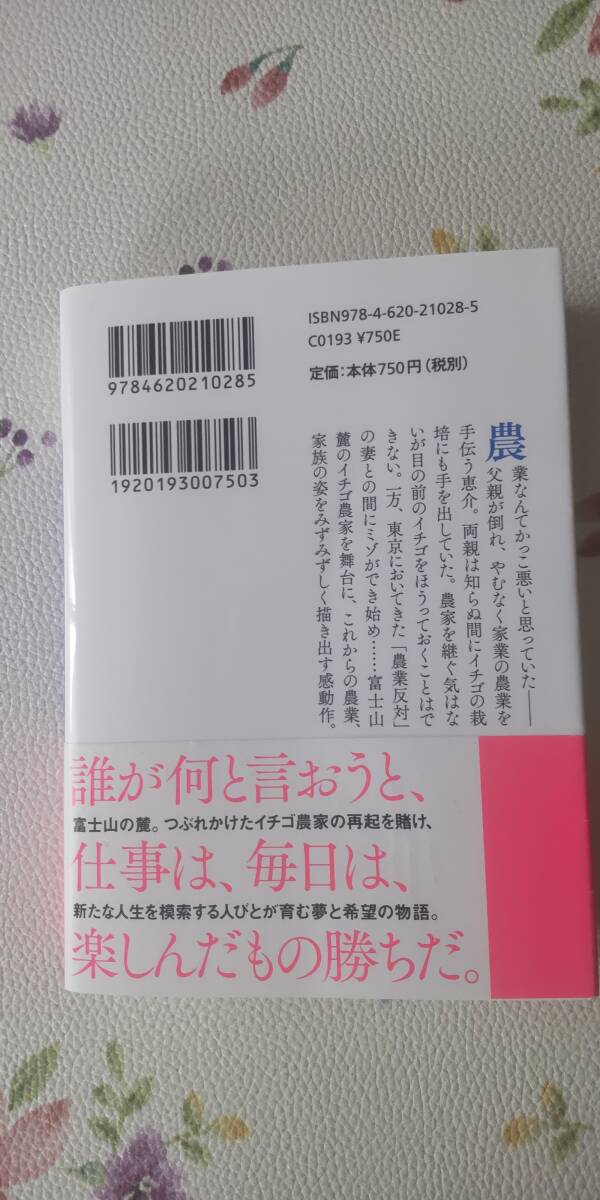 ISBN978-4-620-21028-5
C0193 ¥750E
定価:本体750円(税別)
9784620210285
1920193007503
農業なんてかっこ悪いと思っていた――
父親が倒れ、やむなく家業の農業を
手伝う恵介。両親は知らぬ間にイチゴの栽
培にも手を出していた。農家を継ぐ気はな
いが目の前のイチゴをほうっておくことはで
きない。一方、東京においてきた「農業反対」
の妻との間にミゾができ始め……富士山
麓のイチゴ農家を舞台に、これからの農業、
家族の姿をみずみずしく描き出す感動作。
誰が何と言おうと、
富士山の麓。つぶれかけたイチゴ農家の再起を賭け、
仕事は、毎日は、
新たな人生を模索する人びとが育む夢と希望の物語。
楽しんだもの勝ちだ。